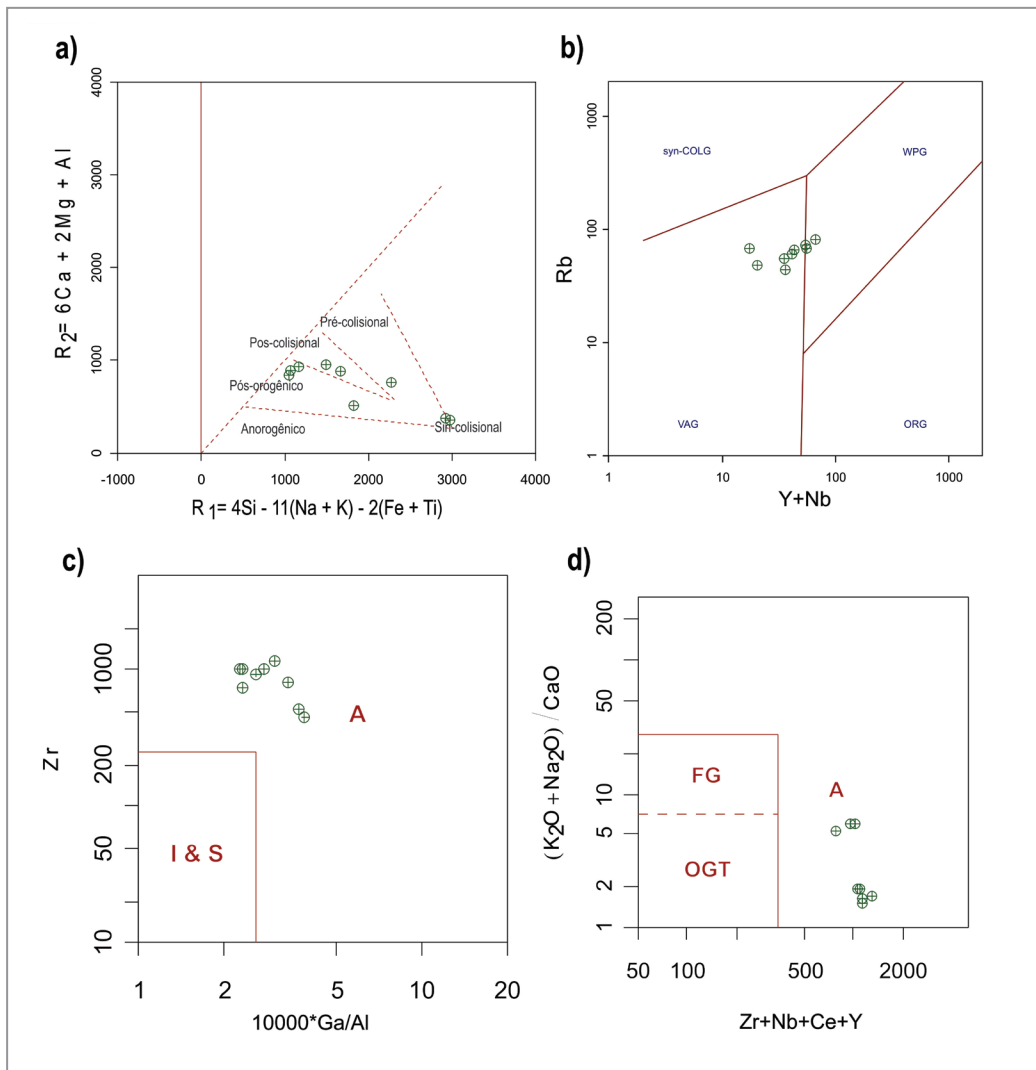 a)
4000
3000
2000
1000
0
R2= 6Ca + 2Mg + Al
Pré-colisional
Pos-colisional
Pós-orogênico
Anorogênico
Sin-colisional
-1000 0 1000 2000 3000 4000
R1= 4Si - 11(Na + K) - 2(Fe + Ti)
b)
1000
100
10
1
Rb
syn-COLG
WPG
VAG
ORG
1 10 100 1000
Y+Nb
c)
1000
200
50
10
Zr
A
I & S
1 2 5 10 20
10000*Ga/Al
d)
200
50
10
5
2
1
(K2O+Na2O) / CaO
FG
A
OGT
50 100 500 2000
Zr+Nb+Ce+Y